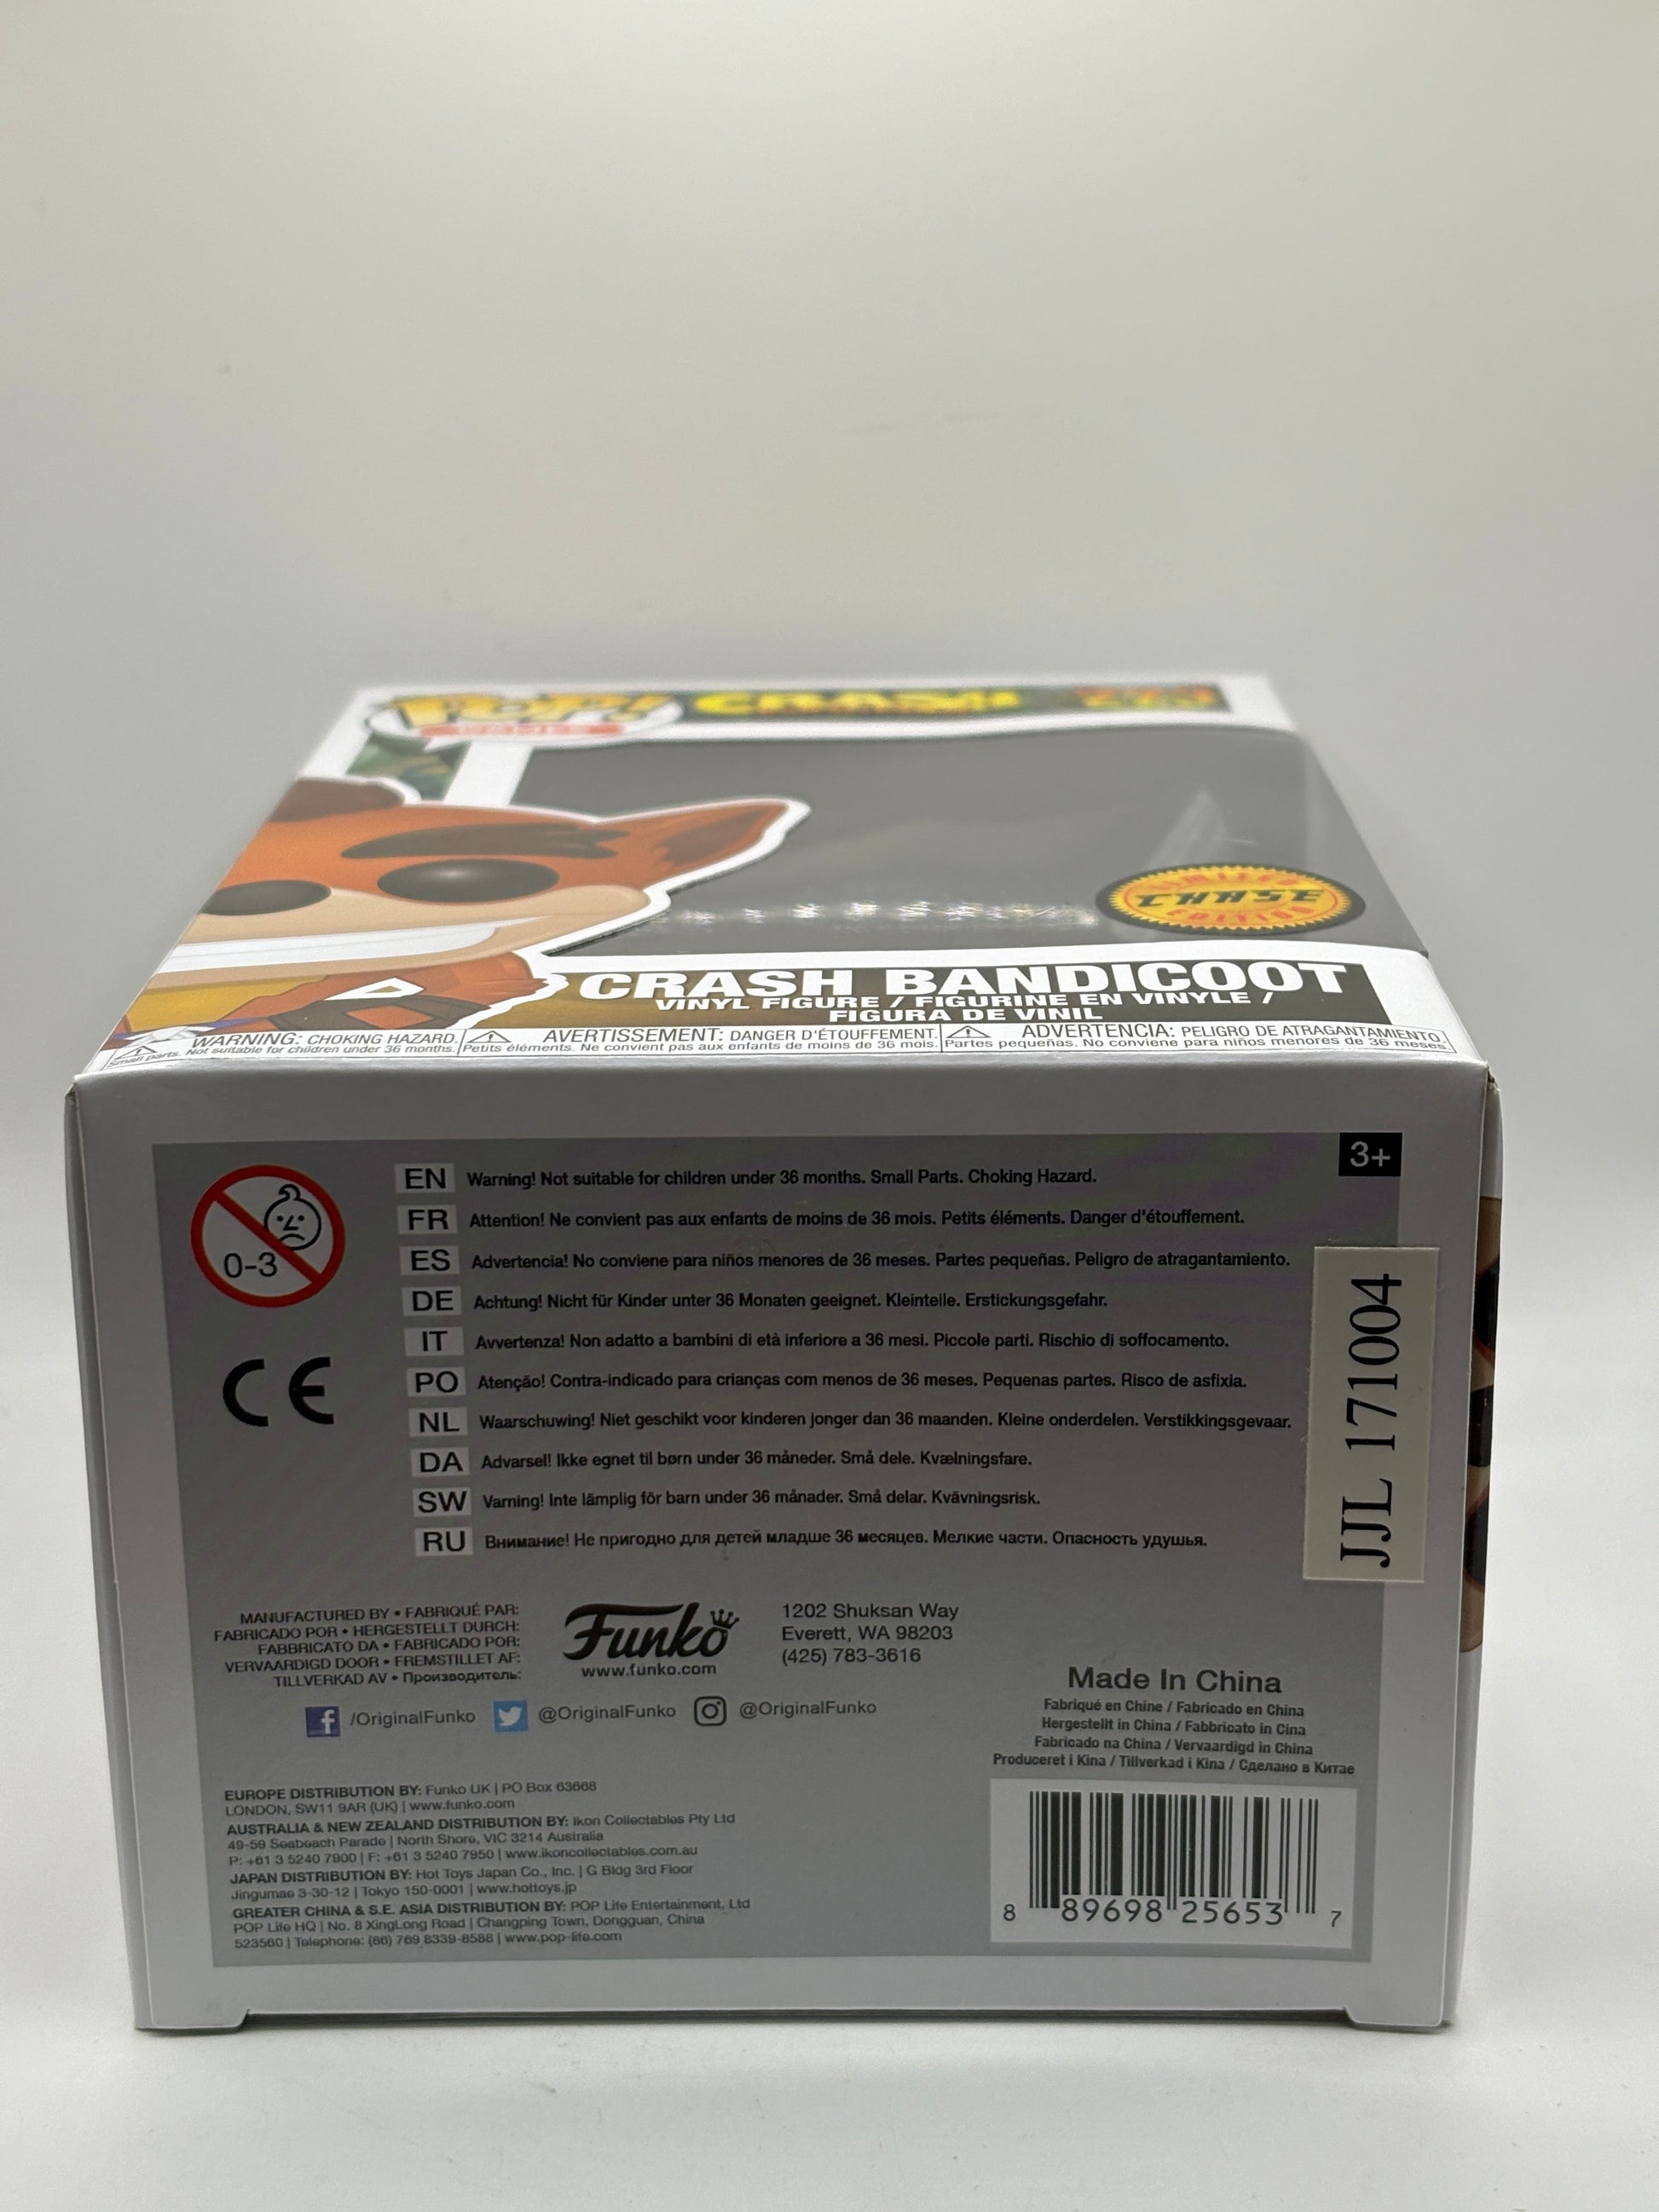 POP!
GAMES
CRASH
LIMITED
CHASE
EDITION
CRASH BANDICOOT
VINYL FIGURE / FIGURINE EN VINYLE /
FIGURA DE VINIL
WARNING: CHOKING HAZARD.
Small parts. Not suitable for children under 36 months.
AVERTISSEMENT: DANGER D'ÉTOUFFEMENT.
Petits éléments. Ne convient pas aux enfants de moins de 36 mois.
ADVERTENCIA: PELIGRO DE ATRAGANTAMIENTO.
Partes pequeñas. No conviene para niños menores de 36 meses.
3+
0-3
CE
EN Warning! Not suitable for children under 36 months. Small Parts. Choking Hazard.
FR Attention! Ne convient pas aux enfants de moins de 36 mois. Petits éléments. Danger d'étouffement.
ES Advertencia! No conviene para niños menores de 36 meses. Partes pequeñas. Peligro de atragantamiento.
DE Achtung! Nicht für Kinder unter 36 Monaten geeignet. Kleinteile. Erstickungsgefahr.
IT Avvertenza! Non adatto a bambini di età inferiore a 36 mesi. Piccole parti. Rischio di soffocamento.
PO Atenção! Contra-indicado para crianças com menos de 36 meses. Pequenas partes. Risco de asfixia.
NL Waarschuwing! Niet geschikt voor kinderen jonger dan 36 maanden. Kleine onderdelen. Verstikkingsgevaar.
DA Advarsel! Ikke egnet til børn under 36 måneder. Små dele. Kvælningsfare.
SW Varning! Inte lämplig för barn under 36 månader. Små delar. Kvävningsrisk.
RU Внимание! Не пригодно для детей младше 36 месяцев. Мелкие части. Опасность удушья.
JJL 171004
MANUFACTURED BY • FABRIQUÉ PAR:
FABRICADO POR • HERGESTELLT DURCH:
FABBRICATO DA • FABRICADO POR:
VERVAARDIGD DOOR • FREMSTILLET AF:
TILLVERKAD AV • Производитель:
Funko
www.funko.com
1202 Shuksan Way
Everett, WA 98203
(425) 783-3616
/OriginalFunko @OriginalFunko @OriginalFunko
Made In China
Fabriqué en Chine / Fabricado en China
Hergestellt in China / Fabbricato in Cina
Fabricado na China / Vervaardigd in China
Produceret i Kina / Tillverkad i Kina / Сделано в Китае
EUROPE DISTRIBUTION BY: Funko UK | PO Box 63668
LONDON, SW11 9AR (UK) | www.funko.com
AUSTRALIA & NEW ZEALAND DISTRIBUTION BY: Ikon Collectables Pty Ltd
49-59 Seabeach Parade | North Shore, VIC 3214 Australia
P: +61 3 5240 7900 | F: +61 3 5240 7950 | www.ikoncollectables.com.au
JAPAN DISTRIBUTION BY: Hot Toys Japan Co., Inc. | G Bldg 3rd Floor
Jingumae 3-30-12 | Tokyo 150-0001 | www.hottoys.jp
GREATER CHINA & S.E. ASIA DISTRIBUTION BY: POP Life Entertainment, Ltd
POP Life HQ | No. 8 XingLong Road | Changping Town, Dongguan, China
523560 | Telephone: (86) 769 8339-8588 | www.pop-life.com
8 89698 25653 7